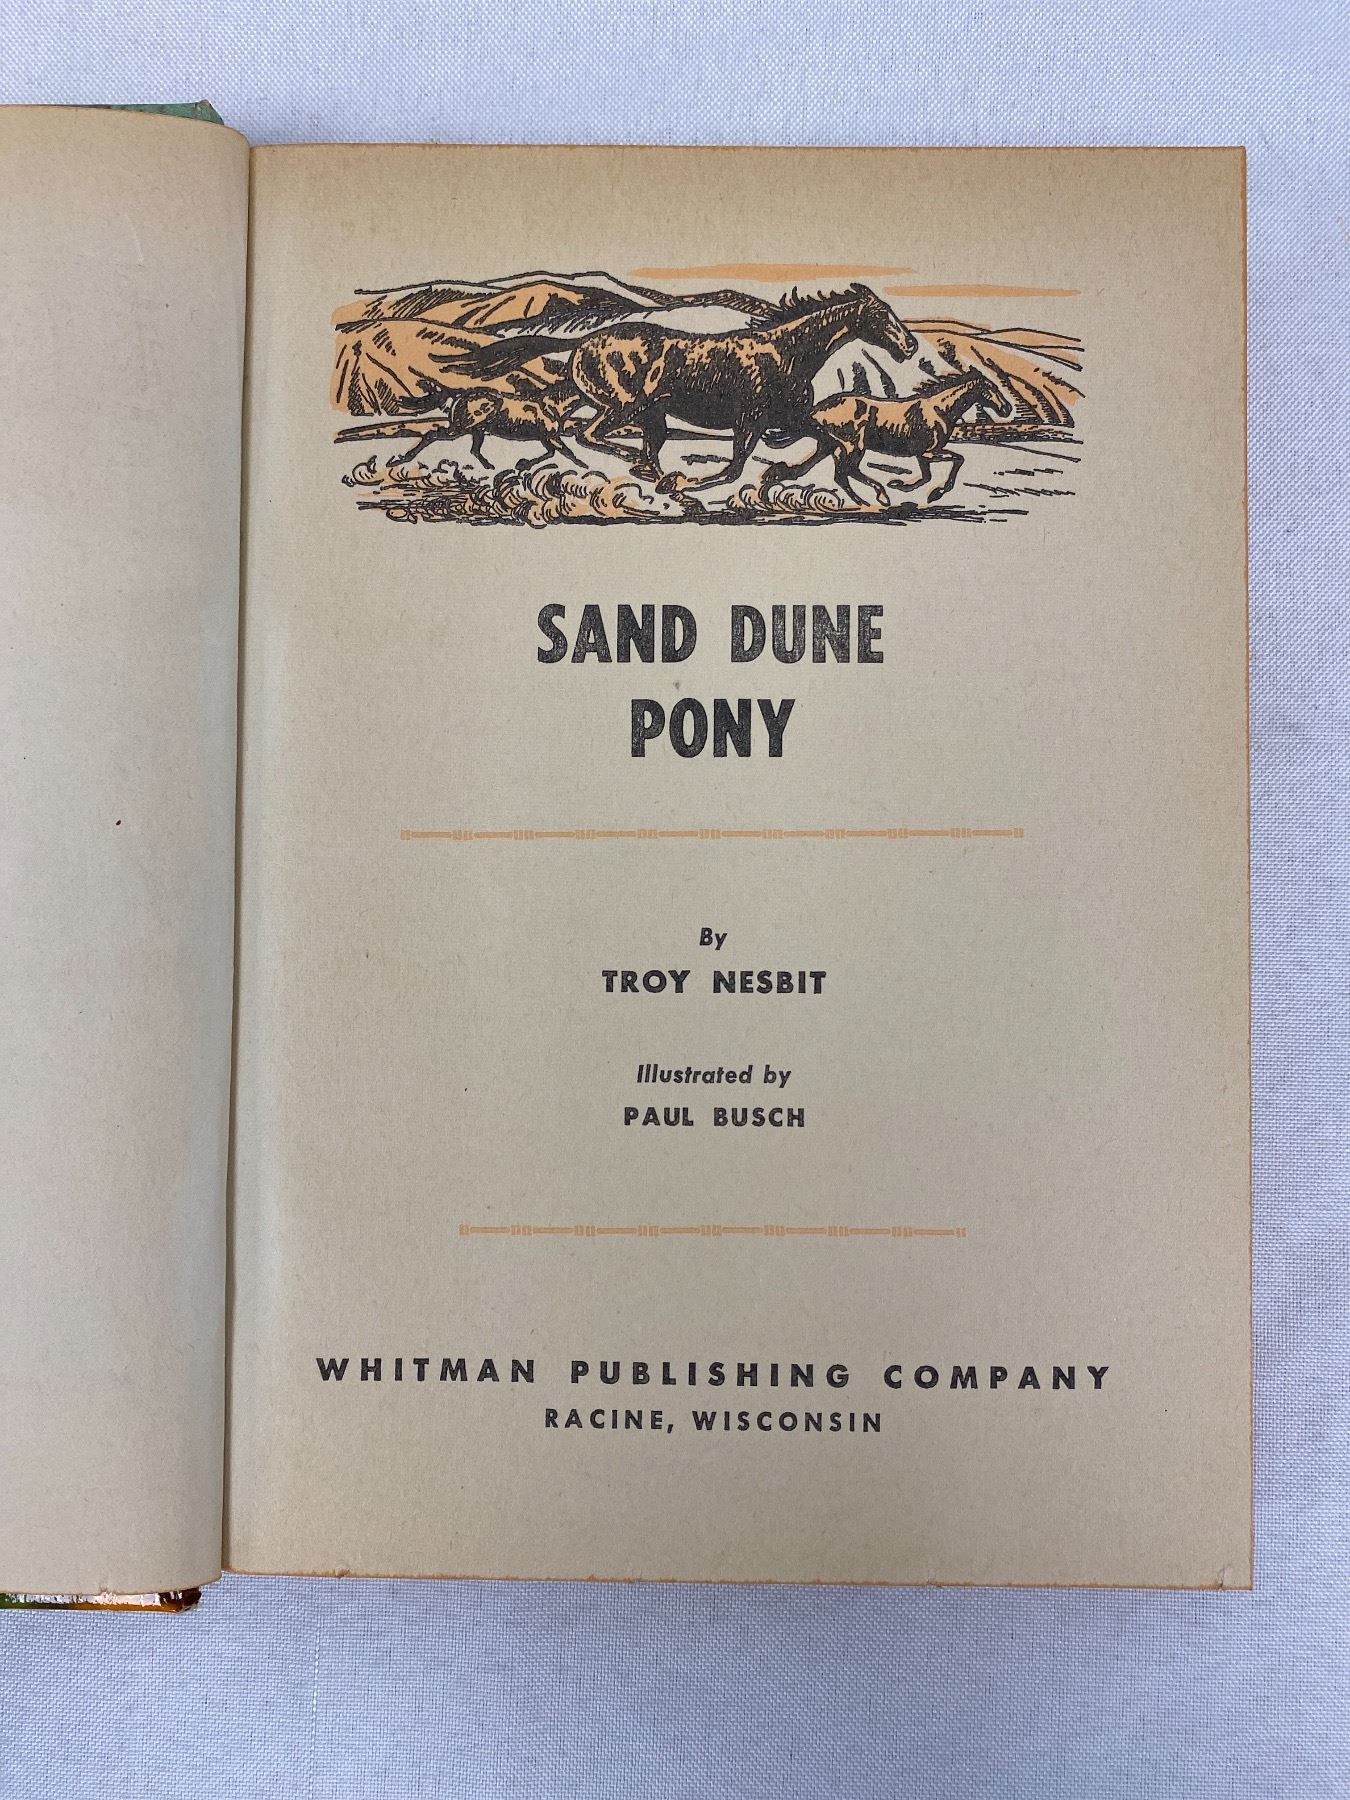 SAND DUNE
PONY
By
TROY NESBIT
Illustrated by
PAUL BUSCH
WHITMAN PUBLISHING COMPANY
RACINE, WISCONSIN